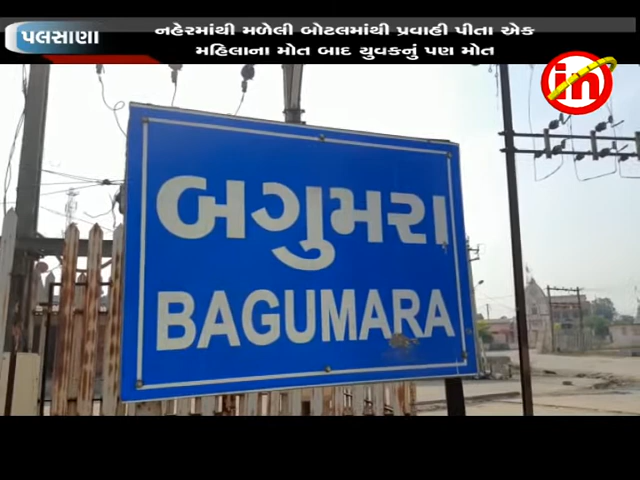 પલસાણા
નહેરમાંથી મળેલી બોટલમાંથી પ્રવાહી પીતા એક
મહિલાના મોત બાદ યુવકનું પણ મોત
in
બગુમરા
BAGUMARA